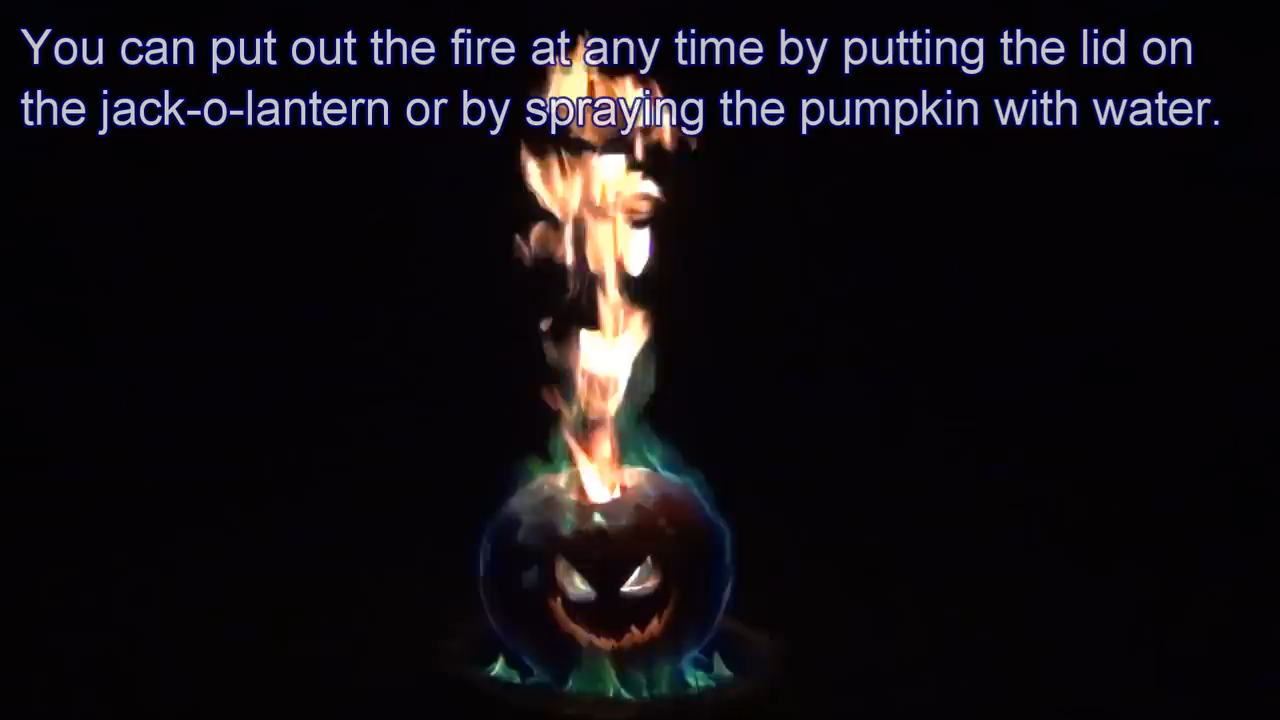 You can put out the fire at any time by putting the lid on
the jack-o-lantern or by spraying the pumpkin with water.